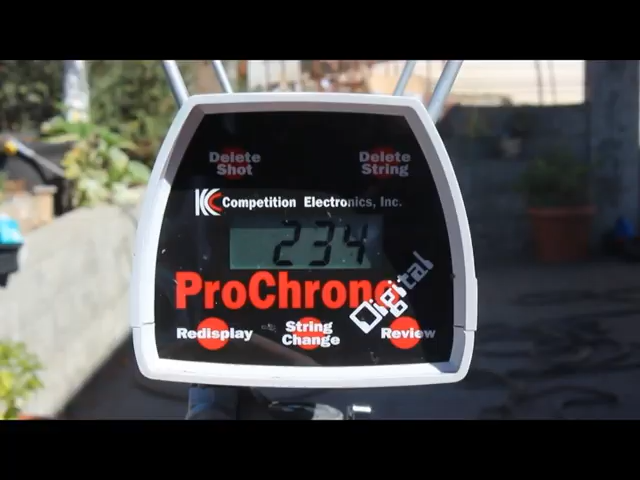 Delete Shot
Delete String
Competition Electronics, Inc.
234
ProChrono
Digital
Redisplay
String Change
Review